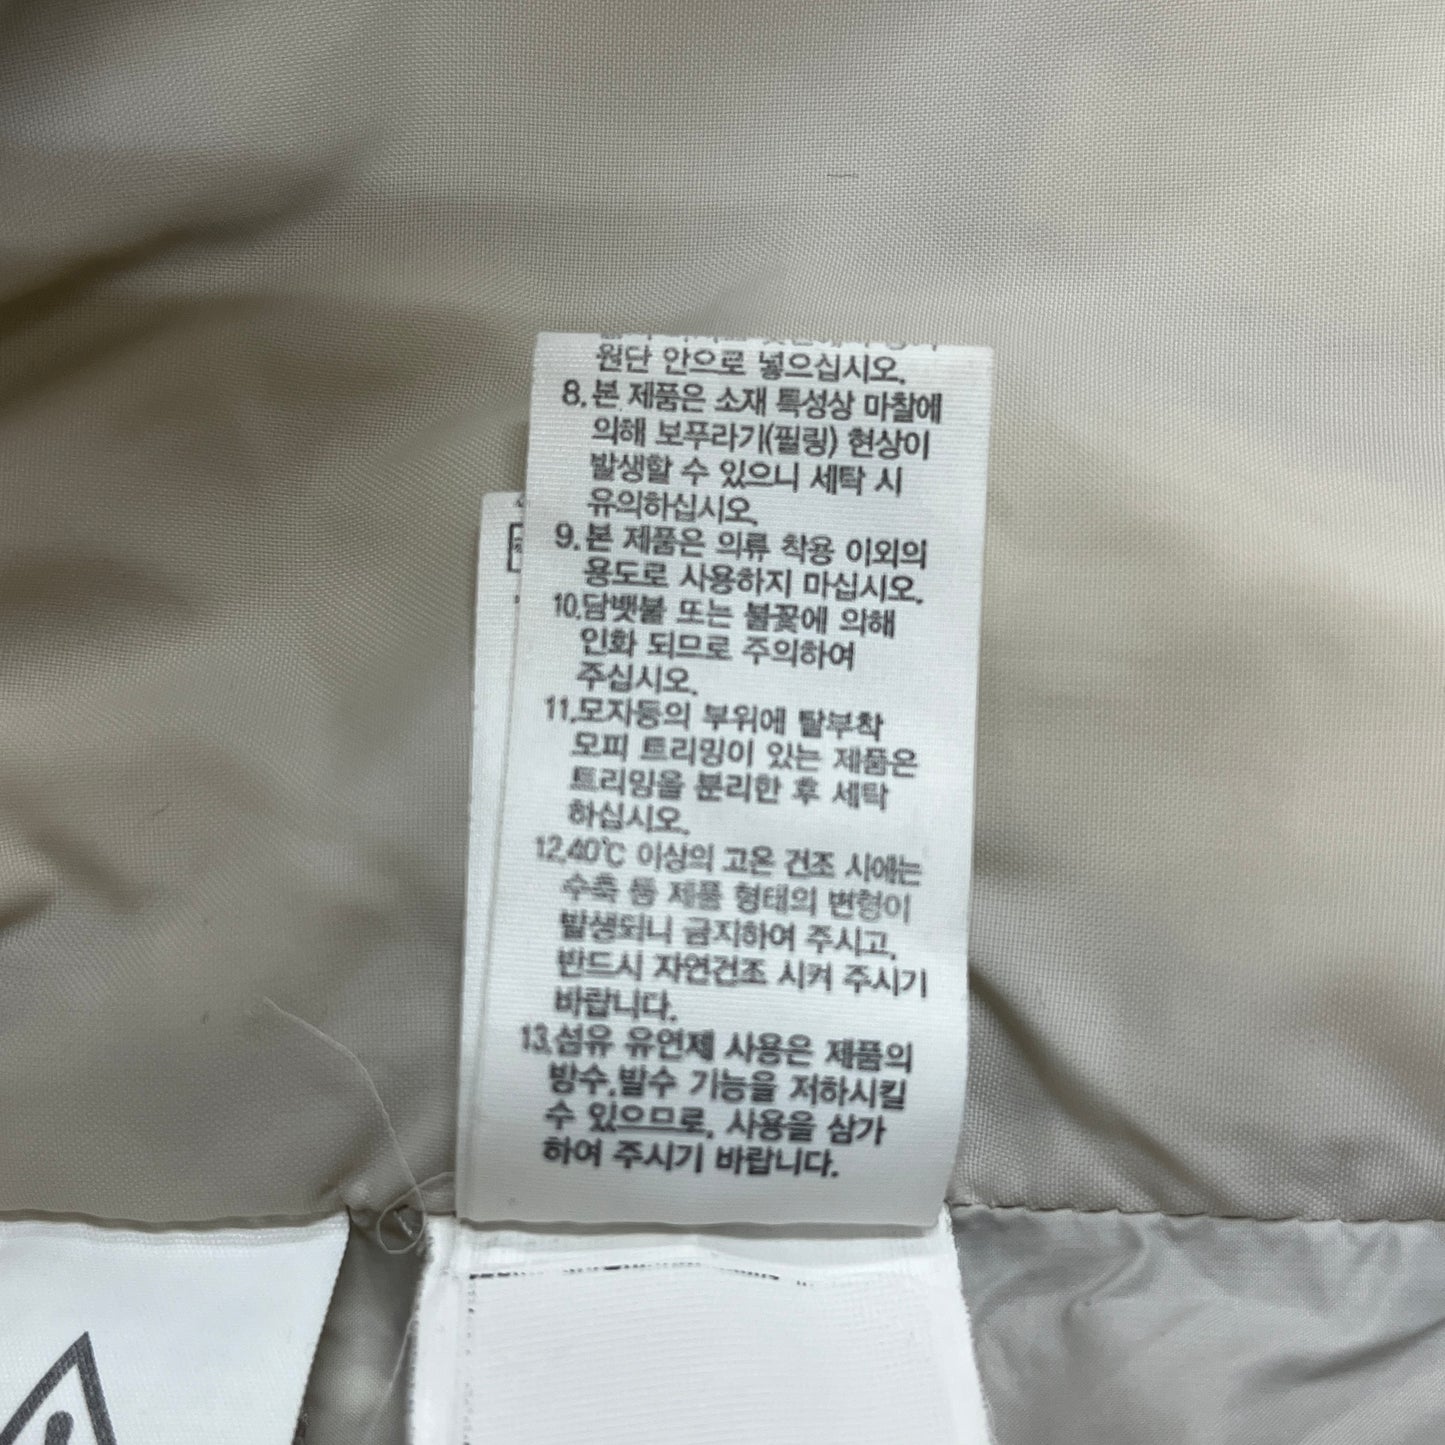 원단 안으로 넣으십시오.
8. 본 제품은 소재 특성상 마찰에
의해 보푸라기(필링) 현상이
발생할 수 있으니 세탁 시
유의하십시오.
9. 본 제품은 의류 착용 이외의
용도로 사용하지 마십시오.
10.담뱃불 또는 불꽃에 의해
인화 되므로 주의하여
주십시오.
11.모자등의 부위에 탈부착
모피 트리밍이 있는 제품은
트리밍을 분리한 후 세탁
하십시오.
12.40℃ 이상의 고온 건조 시에는
수축 등 제품 형태의 변형이
발생되니 금지하여 주시고,
반드시 자연건조 시켜 주시기
바랍니다.
13.섬유 유연제 사용은 제품의
방수,발수 기능을 저하시킬
수 있으므로, 사용을 삼가
하여 주시기 바랍니다.